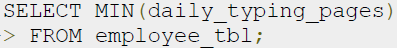 SELECT MIN(daily_typing_pages)
> FROM employee_tbl;